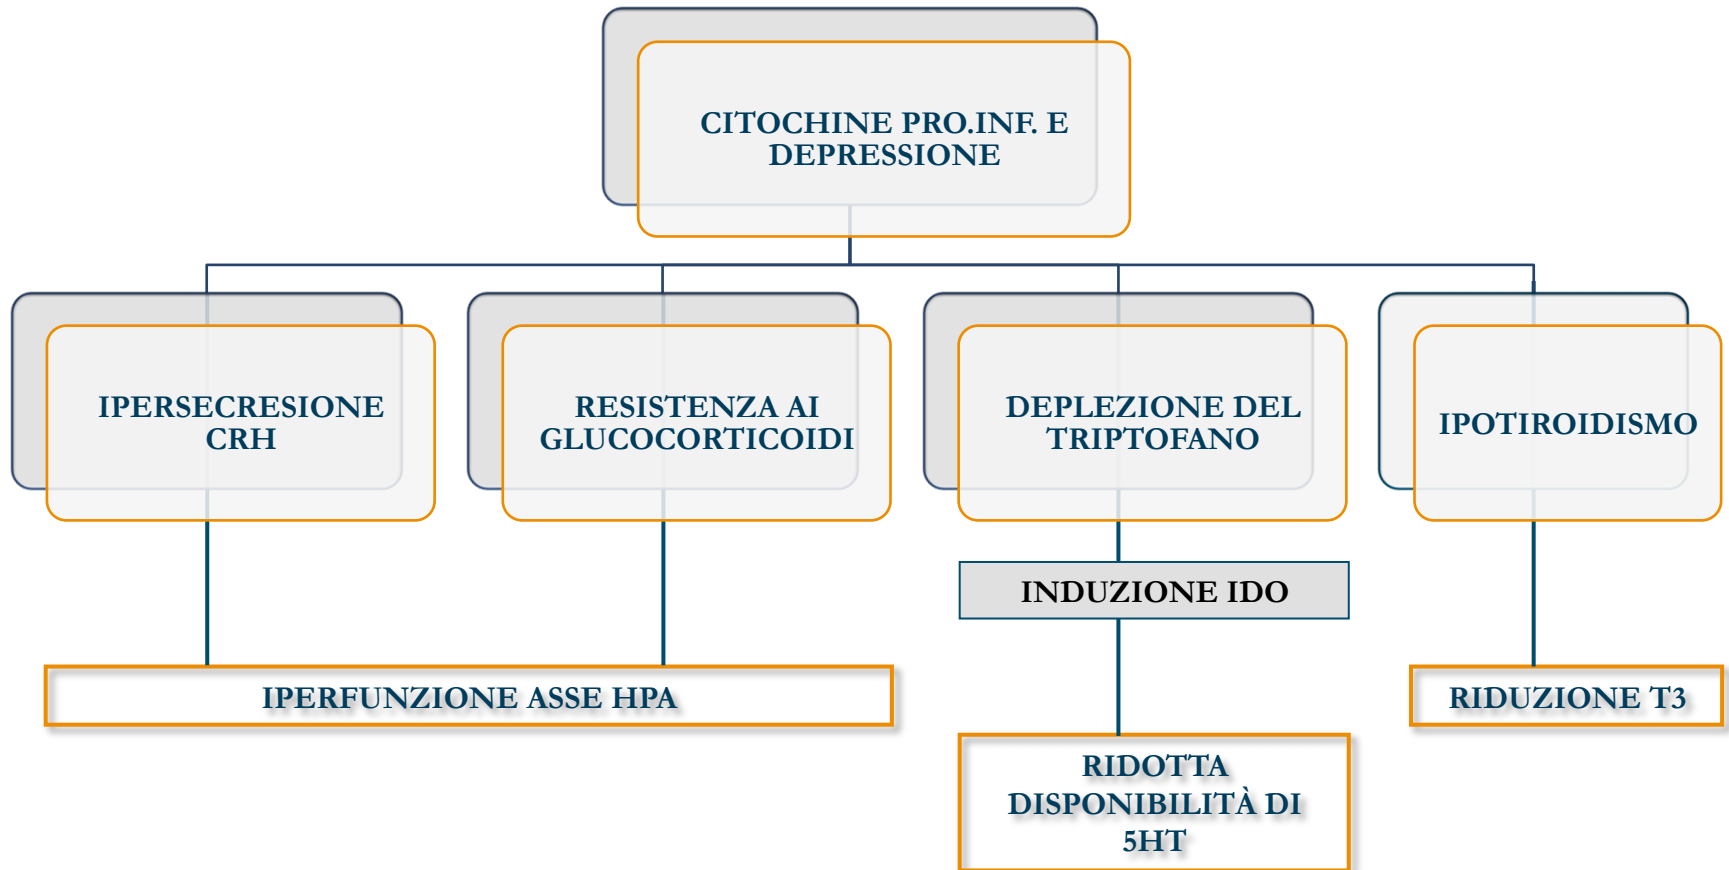 CITOCHINE PRO.INF. E
DEPRESSIONE
IPERSECRESIONE
CRH
RESISTENZA AI
GLUCOCORTICOIDI
DEPLEZIONE DEL
TRIPTOFANO
IPOTIROIDISMO
INDUZIONE IDO
IPERFUNZIONE ASSE HPA
RIDUZIONE T3
RIDOTTA
DISPONIBILITÀ DI
5HT